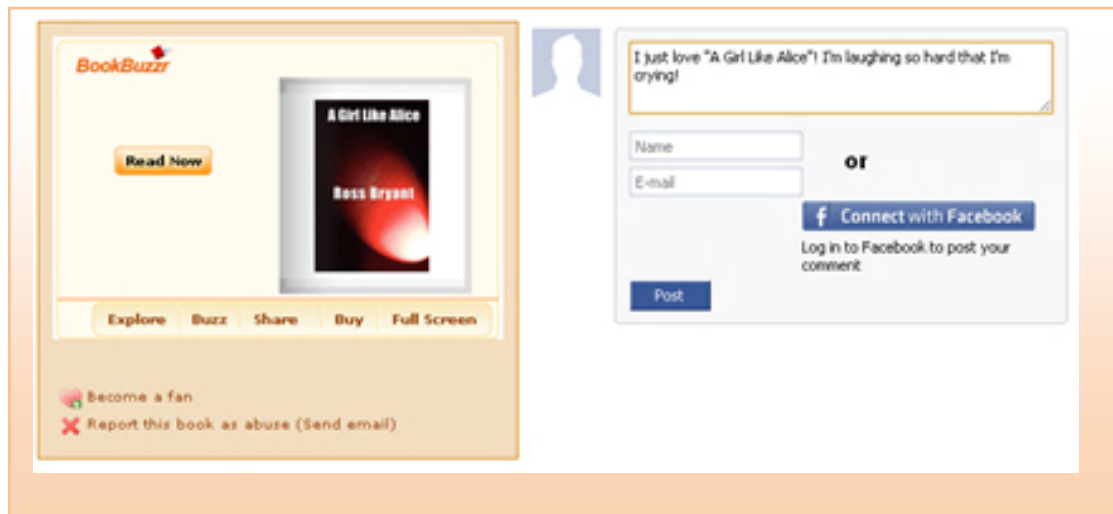 BookBuzzr
Read Now
A Girl Like Alice
Ross Bryant
Explore Buzz Share Buy Full Screen
Become a fan
Report this book as abuse (Send email)
I just love "A Girl Like Alice"! I'm laughing so hard that I'm
crying!
Name
E-mail
or
f Connect with Facebook
Log in to Facebook to post your
comment
Post